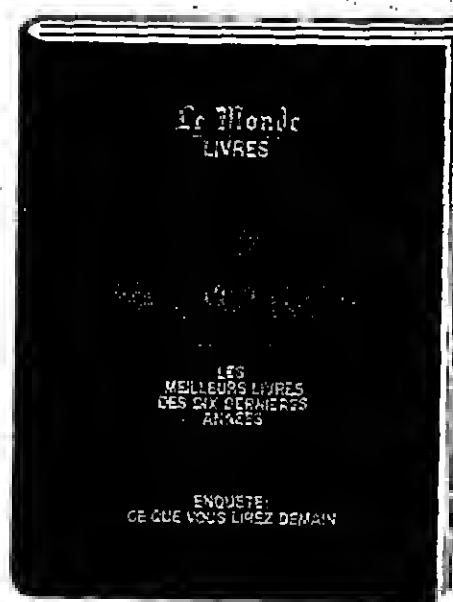 Le Monde
LIVRES
LES
MEILLEURS LIVRES
DES DIX DERNIERES
ANNEES
ENQUETE:
CE QUE VOUS LIREZ DEMAIN